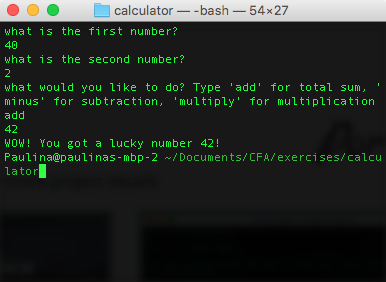 calculator — -bash — 54×27
what is the first number?
40
what is the second number?
2
what would you like to do? Type 'add' for total sum, '
minus' for subtraction, 'multiply' for multiplication
add
42
WOW! You got a lucky number 42!
Paulina@paulinas-mbp-2 ~/Documents/CFA/exercises/calcu
lator